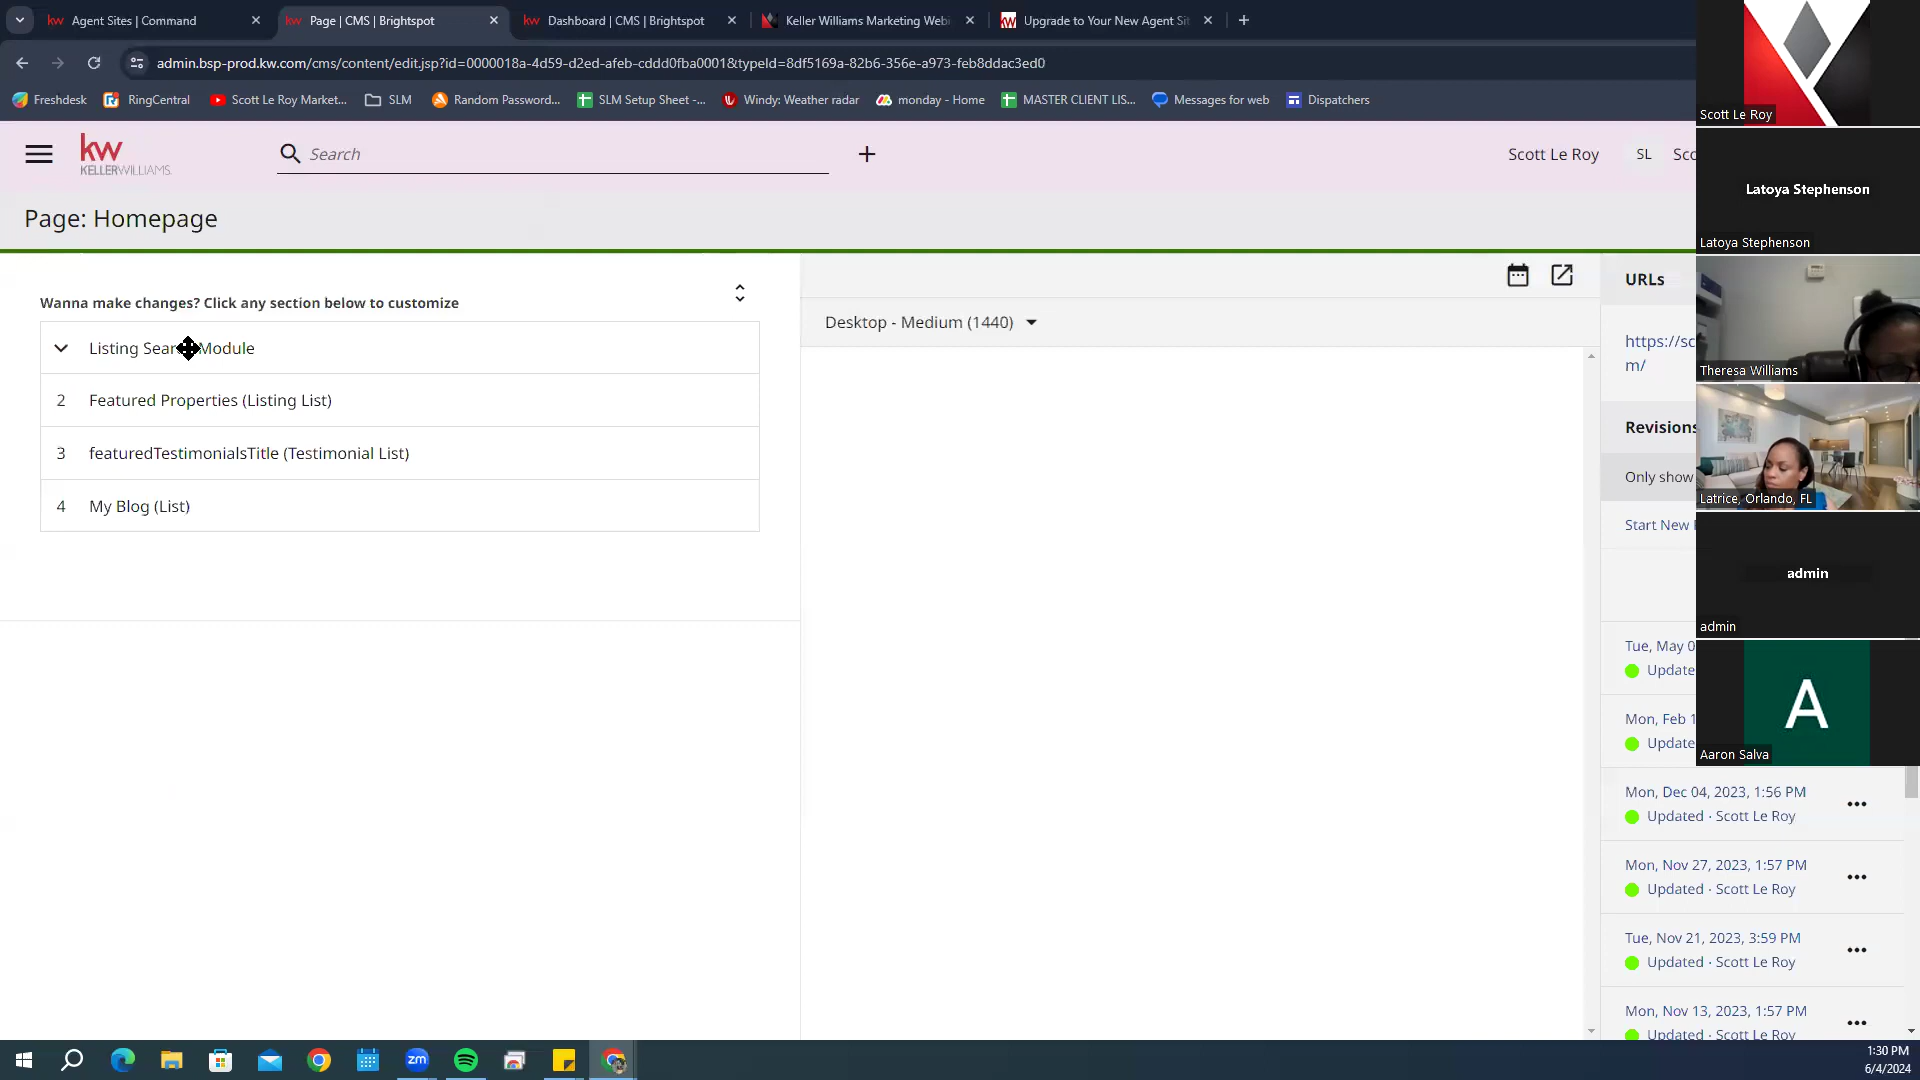 Agent Sites | Command
Page | CMS | Brightspot
Dashboard | CMS | Brightspot
Keller Williams Marketing Webi
Upgrade to Your New Agent Sit
admin.bsp-prod.kw.com/cms/content/edit.jsp?id=0000018a-4d59-d2ed-afeb-cddd0fba0001&typeId=8df5169a-82b6-356e-a973-feb8ddac3ed0
Freshdesk
RingCentral
Scott Le Roy Market...
SLM
Random Password...
SLM Setup Sheet -...
Windy: Weather radar
monday - Home
MASTER CLIENT LIS...
Messages for web
Dispatchers
kw
KELLERWILLIAMS.
Search
Scott Le Roy
SL
Sco
Page: Homepage
Wanna make changes? Click any section below to customize
Listing Sear Module
2 Featured Properties (Listing List)
3 featuredTestimonialsTitle (Testimonial List)
4 My Blog (List)
Desktop - Medium (1440)
URLs
https://sc
m/
Revisions
Only show
Start New
Tue, May 0
Update
Mon, Feb 1
Update
Mon, Dec 04, 2023, 1:56 PM
Updated · Scott Le Roy
Mon, Nov 27, 2023, 1:57 PM
Updated · Scott Le Roy
Tue, Nov 21, 2023, 3:59 PM
Updated · Scott Le Roy
Mon, Nov 13, 2023, 1:57 PM
Updated · Scott Le Roy
Scott Le Roy
Latoya Stephenson
Latoya Stephenson
Theresa Williams
Latrice, Orlando, FL
admin
admin
A
Aaron Salva
zm
1:30 PM
6/4/2024